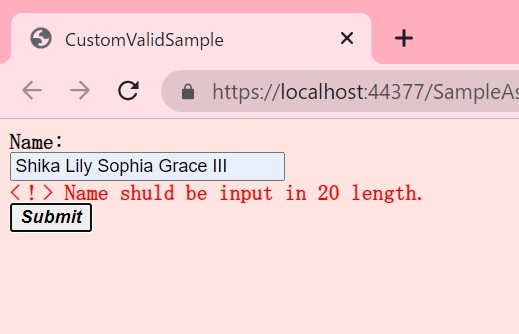 CustomValidSample
https://localhost:44377/SampleAs
Name:
Shika Lily Sophia Grace III
<!> Name shuld be input in 20 length.
Submit